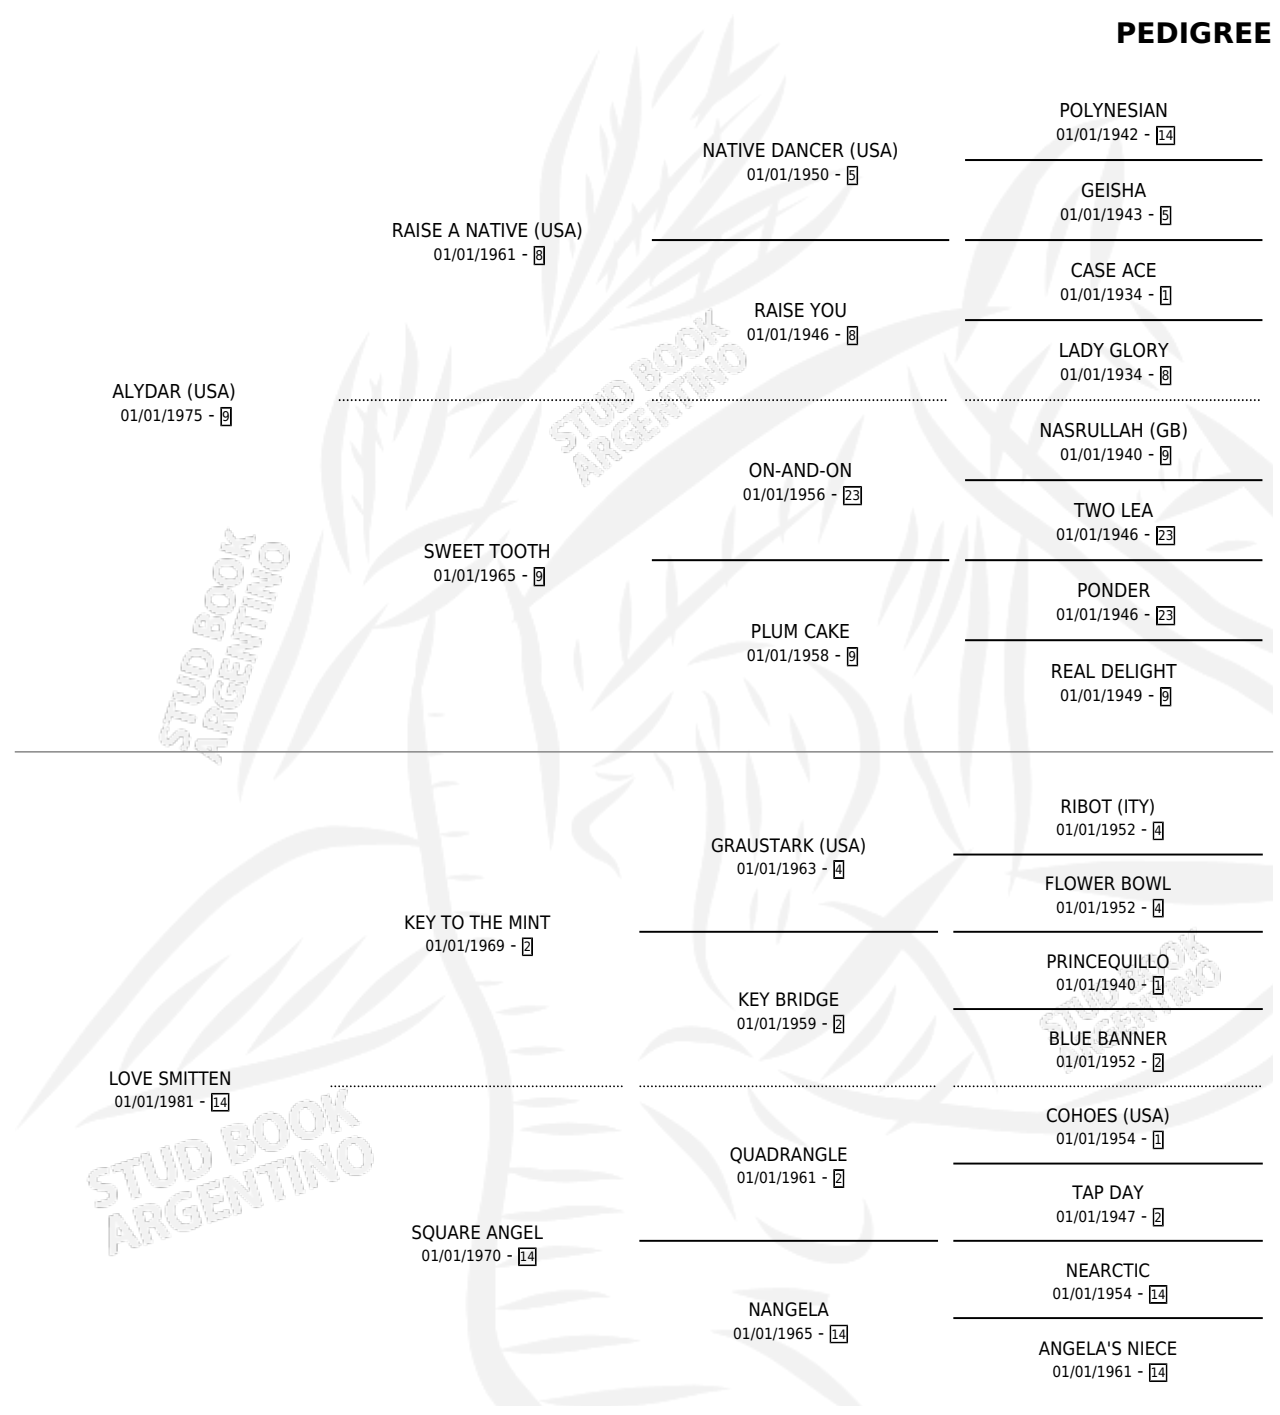 PEDIGREE
POLYNESIAN
01/01/1942 - 14
NATIVE DANCER (USA)
01/01/1950 - 5
GEISHA
01/01/1943 - 5
RAISE A NATIVE (USA)
01/01/1961 - 8
CASE ACE
01/01/1934 - 1
RAISE YOU
01/01/1946 - 8
LADY GLORY
01/01/1934 - 8
ALYDAR (USA)
01/01/1975 - 9
NASRULLAH (GB)
01/01/1940 - 9
ON-AND-ON
01/01/1956 - 23
TWO LEA
01/01/1946 - 23
SWEET TOOTH
01/01/1965 - 9
PONDER
01/01/1946 - 23
PLUM CAKE
01/01/1958 - 9
REAL DELIGHT
01/01/1949 - 9
RIBOT (ITY)
01/01/1952 - 4
GRAUSTARK (USA)
01/01/1963 - 4
FLOWER BOWL
01/01/1952 - 4
KEY TO THE MINT
01/01/1969 - 2
PRINCEQUILLO
01/01/1940 - 1
KEY BRIDGE
01/01/1959 - 2
BLUE BANNER
01/01/1952 - 2
LOVE SMITTEN
01/01/1981 - 14
COHOES (USA)
01/01/1954 - 1
QUADRANGLE
01/01/1961 - 2
TAP DAY
01/01/1947 - 2
SQUARE ANGEL
01/01/1970 - 14
NEARCTIC
01/01/1954 - 14
NANGELA
01/01/1965 - 14
ANGELA'S NIECE
01/01/1961 - 14
STUD BOOK
ARGENTINO
STUD BOOK
ARGENTINO
STUD BOOK
ARGENTINO
STUD BOOK
ARGENTINO